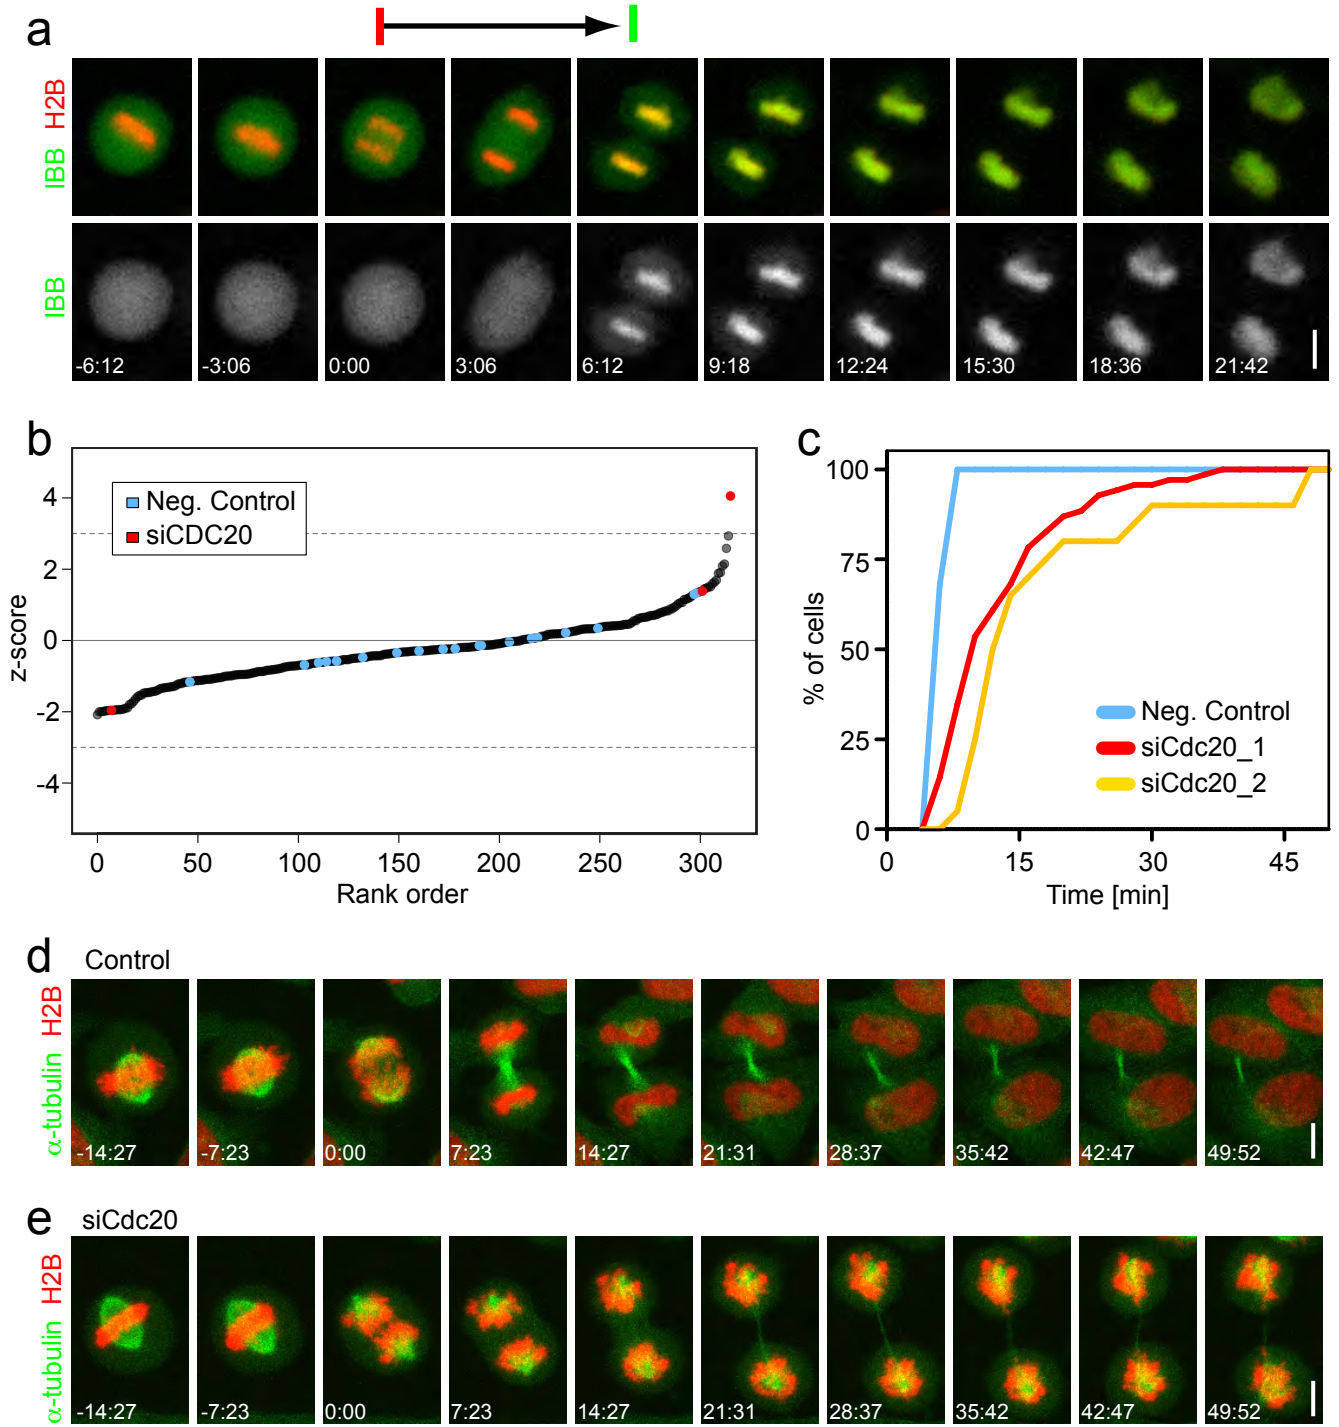 a
IBB H2B
IBB
-6:12 -3:06 0:00 3:06 6:12 9:18 12:24 15:30 18:36 21:42
b
z-score
4
2
0
-2
-4
Neg. Control
siCDC20
0 50 100 150 200 250 300
Rank order
c
% of cells
100
75
50
25
0
Neg. Control
siCdc20_1
siCdc20_2
0 15 30 45
Time [min]
d Control
α-tubulin H2B
-14:27 -7:23 0:00 7:23 14:27 21:31 28:37 35:42 42:47 49:52
e siCdc20
α-tubulin H2B
-14:27 -7:23 0:00 7:23 14:27 21:31 28:37 35:42 42:47 49:52